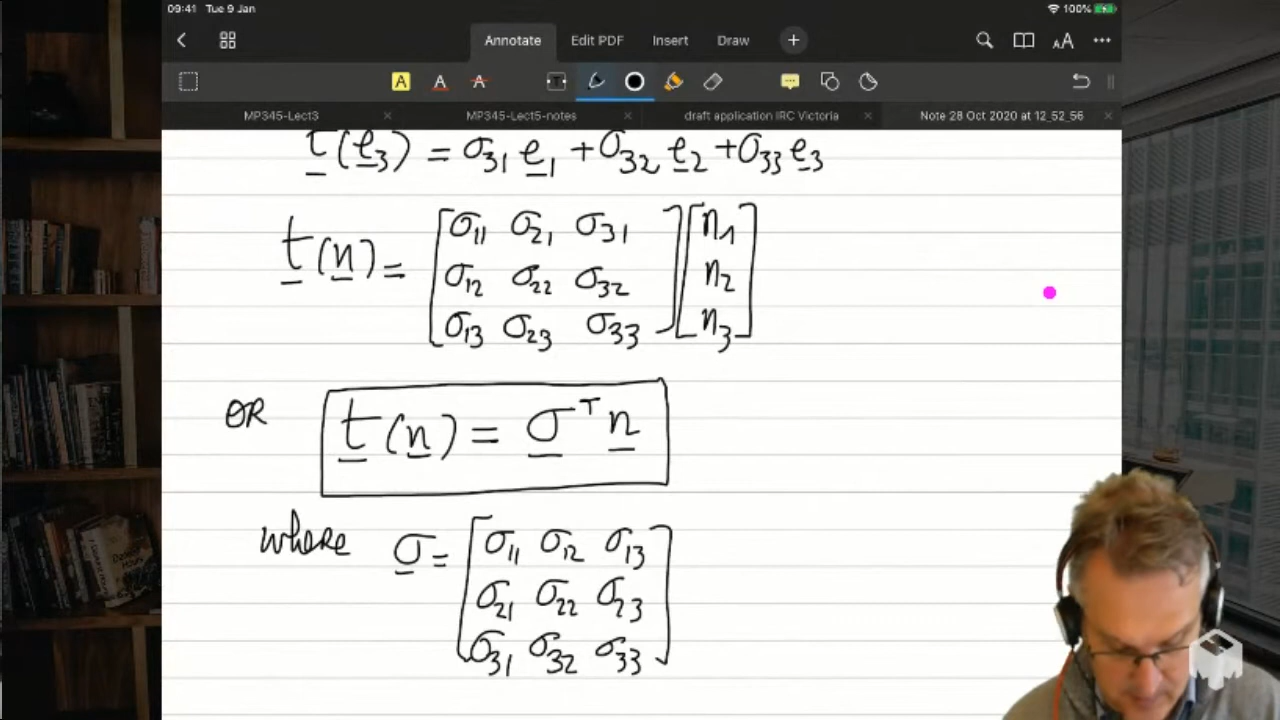 09:41 Tue 9 Jan
100%
Annotate Edit PDF Insert Draw
MP345-Lect3 MP345-Lect5-notes draft application IRC Victoria Note 28 Oct 2020 at 12_52_56
t(e₃) = σ₃₁ e₁ + σ₃₂ e₂ + σ₃₃ e₃
t(n) = [σ₁₁ σ₂₁ σ₃₁] [n₁]
[σ₁₂ σ₂₂ σ₃₂] [n₂]
[σ₁₃ σ₂₃ σ₃₃] [n₃]
OR t(n) = σᵀ n
where σ = [σ₁₁ σ₁₂ σ₁₃]
[σ₂₁ σ₂₂ σ₂₃]
[σ₃₁ σ₃₂ σ₃₃]